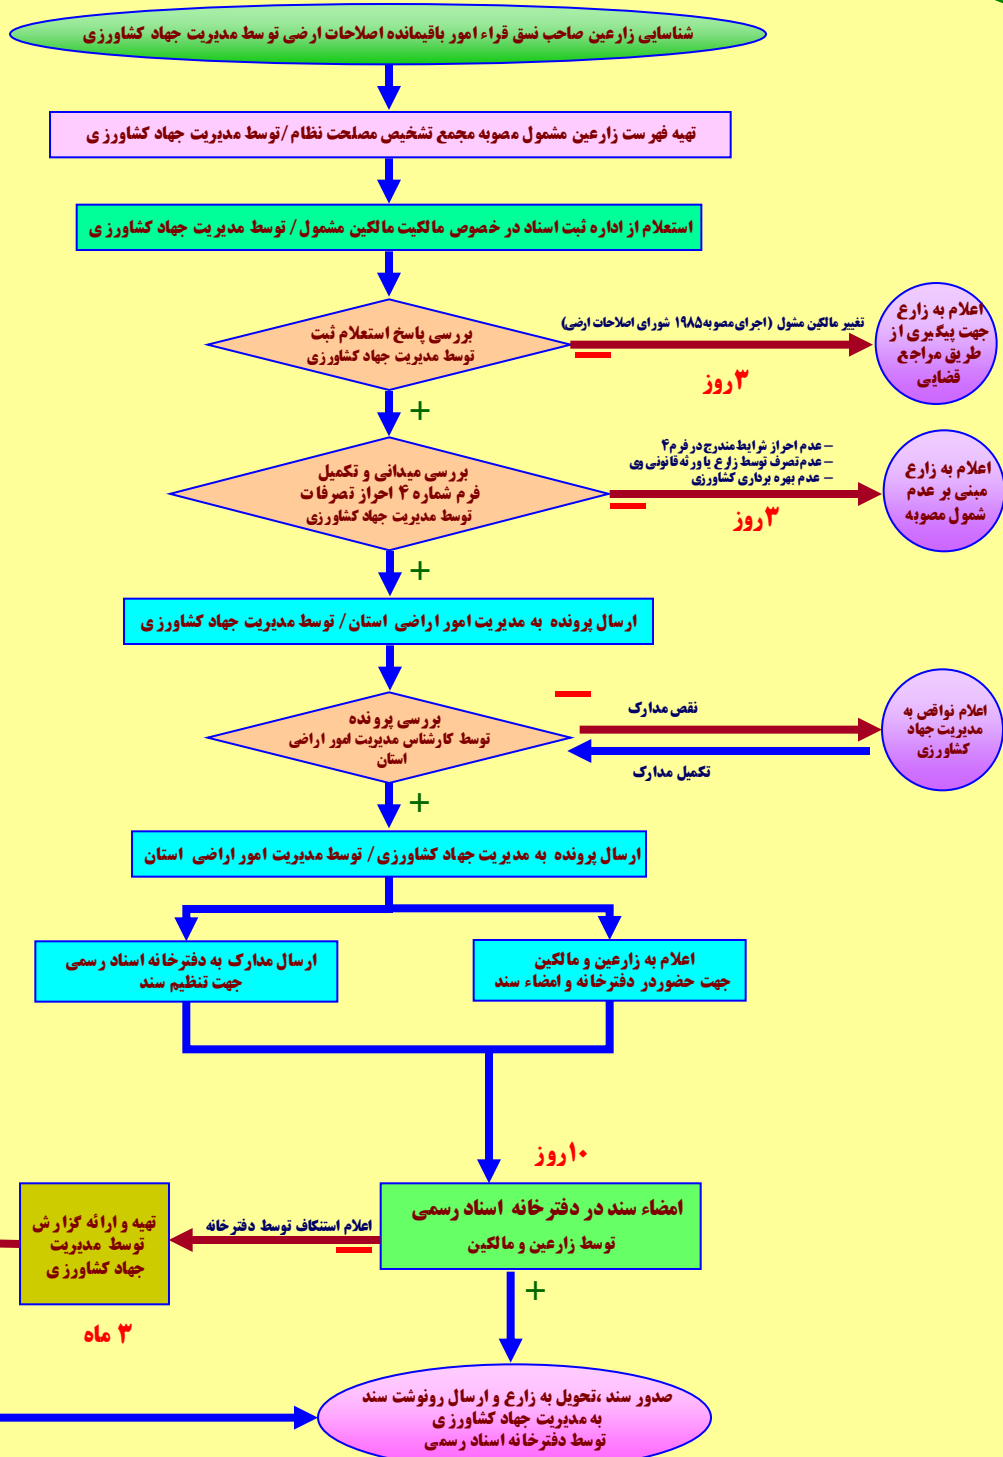 شناسایی زارعین صاحب نسق قراء امور باقیمانده اصلاحات ارضی توسط مدیریت جهاد کشاورزی
تهیه فهرست زارعین مشمول مصوبه مجمع تشخیص مصلحت نظام /توسط مدیریت جهاد کشاورزی
استعلام از اداره ثبت اسناد در خصوص مالکیت مالکین مشمول/ توسط مدیریت جهاد کشاورزی
بررسی پاسخ استعلام ثبت
توسط مدیریت جهاد کشاورزی
تغییر مالکین مشول (اجرای مصوبه ۱۹۸۵ شورای اصلاحات ارضی)
۳روز
اعلام به زارع
جهت پیگیری از
طریق مراجع
قضایی
+
بررسی میدانی و تکمیل
فرم شماره ۴ احراز تصرفات
توسط مدیریت جهاد کشاورزی
– عدم احراز شرایط مندرج در فرم۴
– عدم تصرف توسط زارع یا ورثه قانونی وی
– عدم بهره برداری کشاورزی
۳روز
اعلام به زارع
مبنی بر عدم
شمول مصوبه
+
ارسال پرونده به مدیریت امور اراضی استان/ توسط مدیریت جهاد کشاورزی
بررسی پرونده
توسط کارشناس مدیریت امور اراضی
استان
نقص مدارک
تکمیل مدارک
اعلام نواقص به
مدیریت جهاد
کشاورزی
+
ارسال پرونده به مدیریت جهاد کشاورزی/ توسط مدیریت امور اراضی استان
اعلام به زارعین و مالکین
جهت حضوردر دفترخانه و امضاء سند
ارسال مدارک به دفترخانه اسناد رسمی
جهت تنظیم سند
۱۰روز
امضاء سند در دفترخانه اسناد رسمی
توسط زارعین و مالکین
اعلام استنکاف توسط دفترخانه
تهیه و ارائه گزارش
توسط مدیریت
جهاد کشاورزی
۳ ماه
+
صدور سند ،تحویل به زارع و ارسال رونوشت سند
به مدیریت جهاد کشاورزی
توسط دفترخانه اسناد رسمی